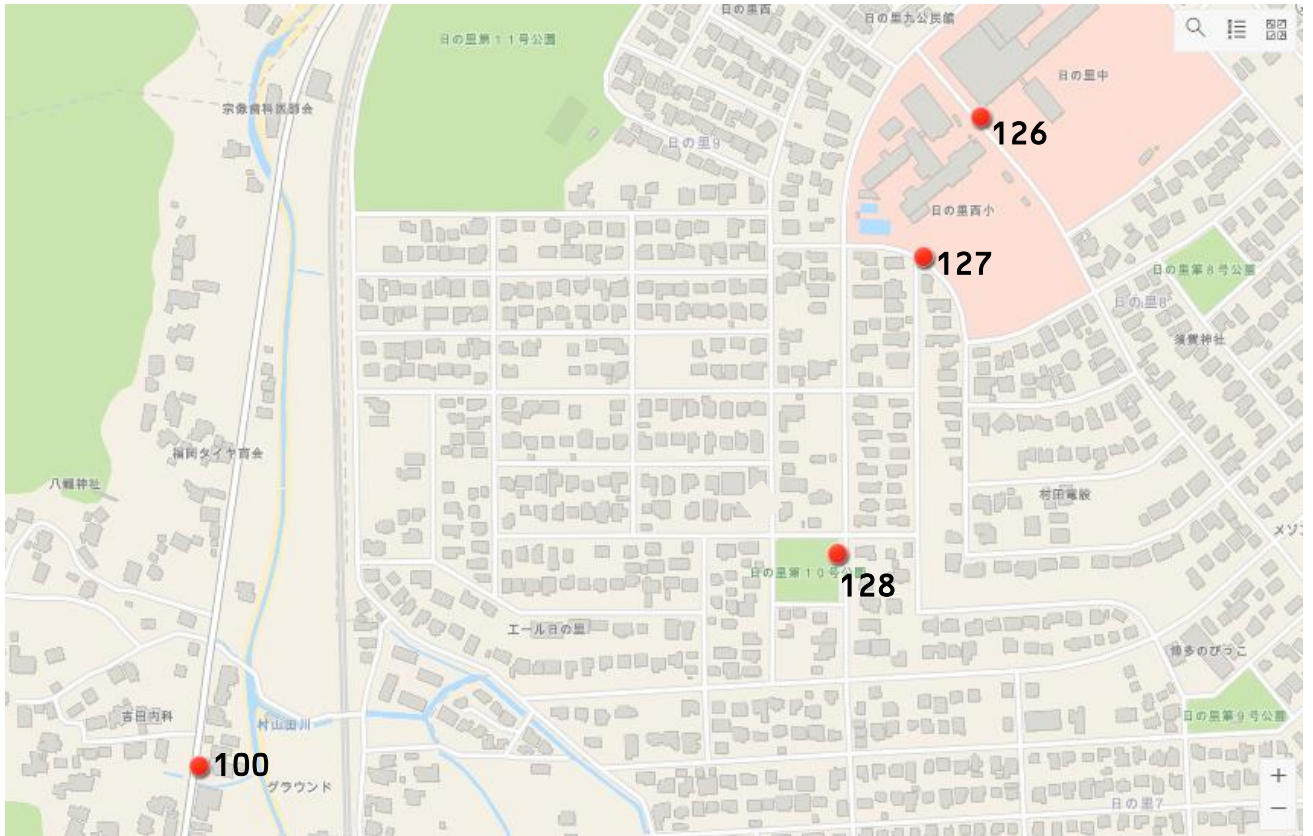 日の里西
日の里九公民館
日の里第11号公園
日の里中
宗像歯科医師会
126
日の里9
日の里西小
127
日の里第8号公園
日の里8
須賀神社
福岡タイヤ商会
八幡神社
村田電設
メゾ
日の里第10号公園
128
エール日の里
博多のびっこ
吉田内科
村山田川
日の里第9号公園
100
グラウンド
日の里7